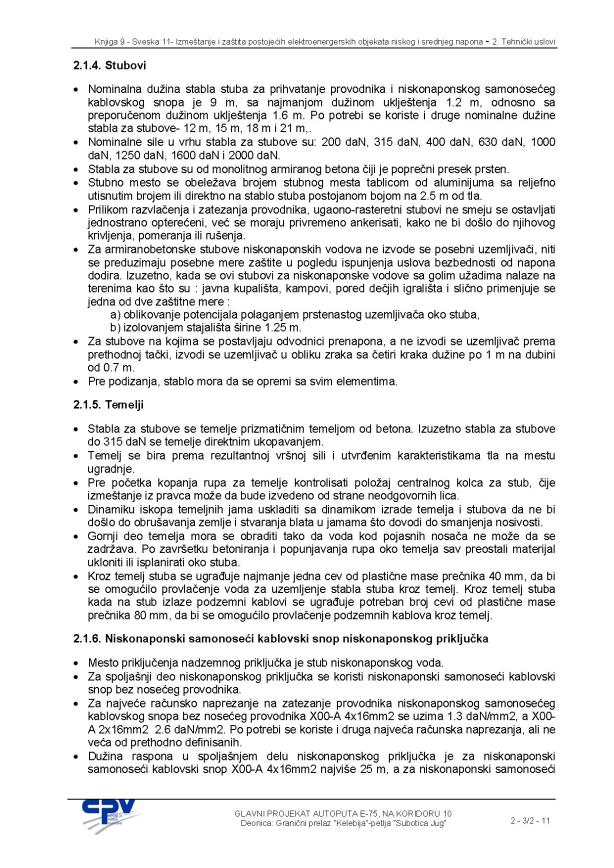 Knjiga 9 - Sveska 11- Izmeštanje i zaštita postojećih elektroenergerskih objekata niskog i srednjeg napona - 2. Tehnički uslovi
2.1.4. Stubovi
• Nominalna dužina stabla stuba za prihvatanje provodnika i niskonaponskog samonosećeg
kablovskog snopa je 9 m, sa najmanjom dužinom uklještenja 1.2 m, odnosno sa
preporučenom dužinom uklještenja 1.6 m. Po potrebi se koriste i druge nominalne dužine
stabla za stubove- 12 m, 15 m, 18 m i 21 m,.
• Nominalne sile u vrhu stabla za stubove su: 200 daN, 315 daN, 400 daN, 630 daN, 1000
daN, 1250 daN, 1600 daN i 2000 daN.
• Stabla za stubove su od monolitnog armiranog betona čiji je poprečni presek prsten.
• Stubno mesto se obeležava brojem stubnog mesta tablicom od aluminijuma sa reljefno
utisnutim brojem ili direktno na stablo stuba postojanom bojom na 2.5 m od tla.
• Prilikom razvlačenja i zatezanja provodnika, ugaono-rasteretni stubovi ne smeju se ostavljati
jednostrano opterećeni, već se moraju privremeno ankerisati, kako ne bi došlo do njihovog
krivljenja, pomeranja ili rušenja.
• Za armiranobetonske stubove niskonaponskih vodova ne izvode se posebni uzemljivači, niti
se preduzimaju posebne mere zaštite u pogledu ispunjenja uslova bezbednosti od napona
dodira. Izuzetno, kada se ovi stubovi za niskonaponske vodove sa golim užadima nalaze na
terenima kao što su : javna kupališta, kampovi, pored dečjih igrališta i slično primenjuje se
jedna od dve zaštitne mere :
a) oblikovanje potencijala polaganjem prstenastog uzemljivača oko stuba,
b) izolovanjem stajališta širine 1.25 m.
• Za stubove na kojima se postavljaju odvodnici prenapona, a ne izvodi se uzemljivač prema
prethodnoj tački, izvodi se uzemljivač u obliku zraka sa četiri kraka dužine po 1 m na dubini
od 0.7 m.
• Pre podizanja, stablo mora da se opremi sa svim elementima.
2.1.5. Temelji
• Stabla za stubove se temelje prizmatičnim temeljom od betona. Izuzetno stabla za stubove
do 315 daN se temelje direktnim ukopavanjem.
• Temelj se bira prema rezultantnoj vršnoj sili i utvrđenim karakteristikama tla na mestu
ugradnje.
• Pre početka kopanja rupa za temelje kontrolisati položaj centralnog kolca za stub, čije
izmeštanje iz pravca može da bude izvedeno od strane neodgovornih lica.
• Dinamiku iskopa temeljnih jama uskladiti sa dinamikom izrade temelja i stubova da ne bi
došlo do obrušavanja zemlje i stvaranja blata u jamama što dovodi do smanjenja nosivosti.
• Gornji deo temelja mora se obraditi tako da voda kod pojasnih nosača ne može da se
zadržava. Po završetku betoniranja i popunjavanja rupa oko temelja sav preostali materijal
ukloniti ili isplanirati oko stuba.
• Kroz temelj stuba se ugrađuje najmanje jedna cev od plastične mase prečnika 40 mm, da bi
se omogućilo provlačenje voda za uzemljenje stabla stuba kroz temelj. Kroz temelj stuba
kada na stub izlaze podzemni kablovi se ugrađuje potreban broj cevi od plastične mase
prečnika 80 mm, da bi se omogućilo provlačenje podzemnih kablova kroz temelj.
2.1.6. Niskonaponski samonoseći kablovski snop niskonaponskog priključka
• Mesto priključenja nadzemnog priključka je stub niskonaponskog voda.
• Za spoljašnji deo niskonaponskog priključka se koristi niskonaponski samonoseći kablovski
snop bez nosećeg provodnika.
• Za najveće računsko naprezanje na zatezanje provodnika niskonaponskog samonosećeg
kablovskog snopa bez nosećeg provodnika X00-A 4x16mm2 se uzima 1.3 daN/mm2, a X00-
A 2x16mm2 2.6 daN/mm2. Po potrebi se koriste i druga najveća računska naprezanja, ali ne
veća od prethodno definisanih.
• Dužina raspona u spoljašnjem delu niskonaponskog priključka je za niskonaponski
samonoseći kablovski snop X00-A 4x16mm2 najviše 25 m, a za niskonaponski samonoseći
GLAVNI PROJEKAT AUTOPUTA E-75, NA KORIDORU 10
Deonica: Granični prelaz "Kelebija"-petlja "Subotica Jug"
2 - 3/2 - 11